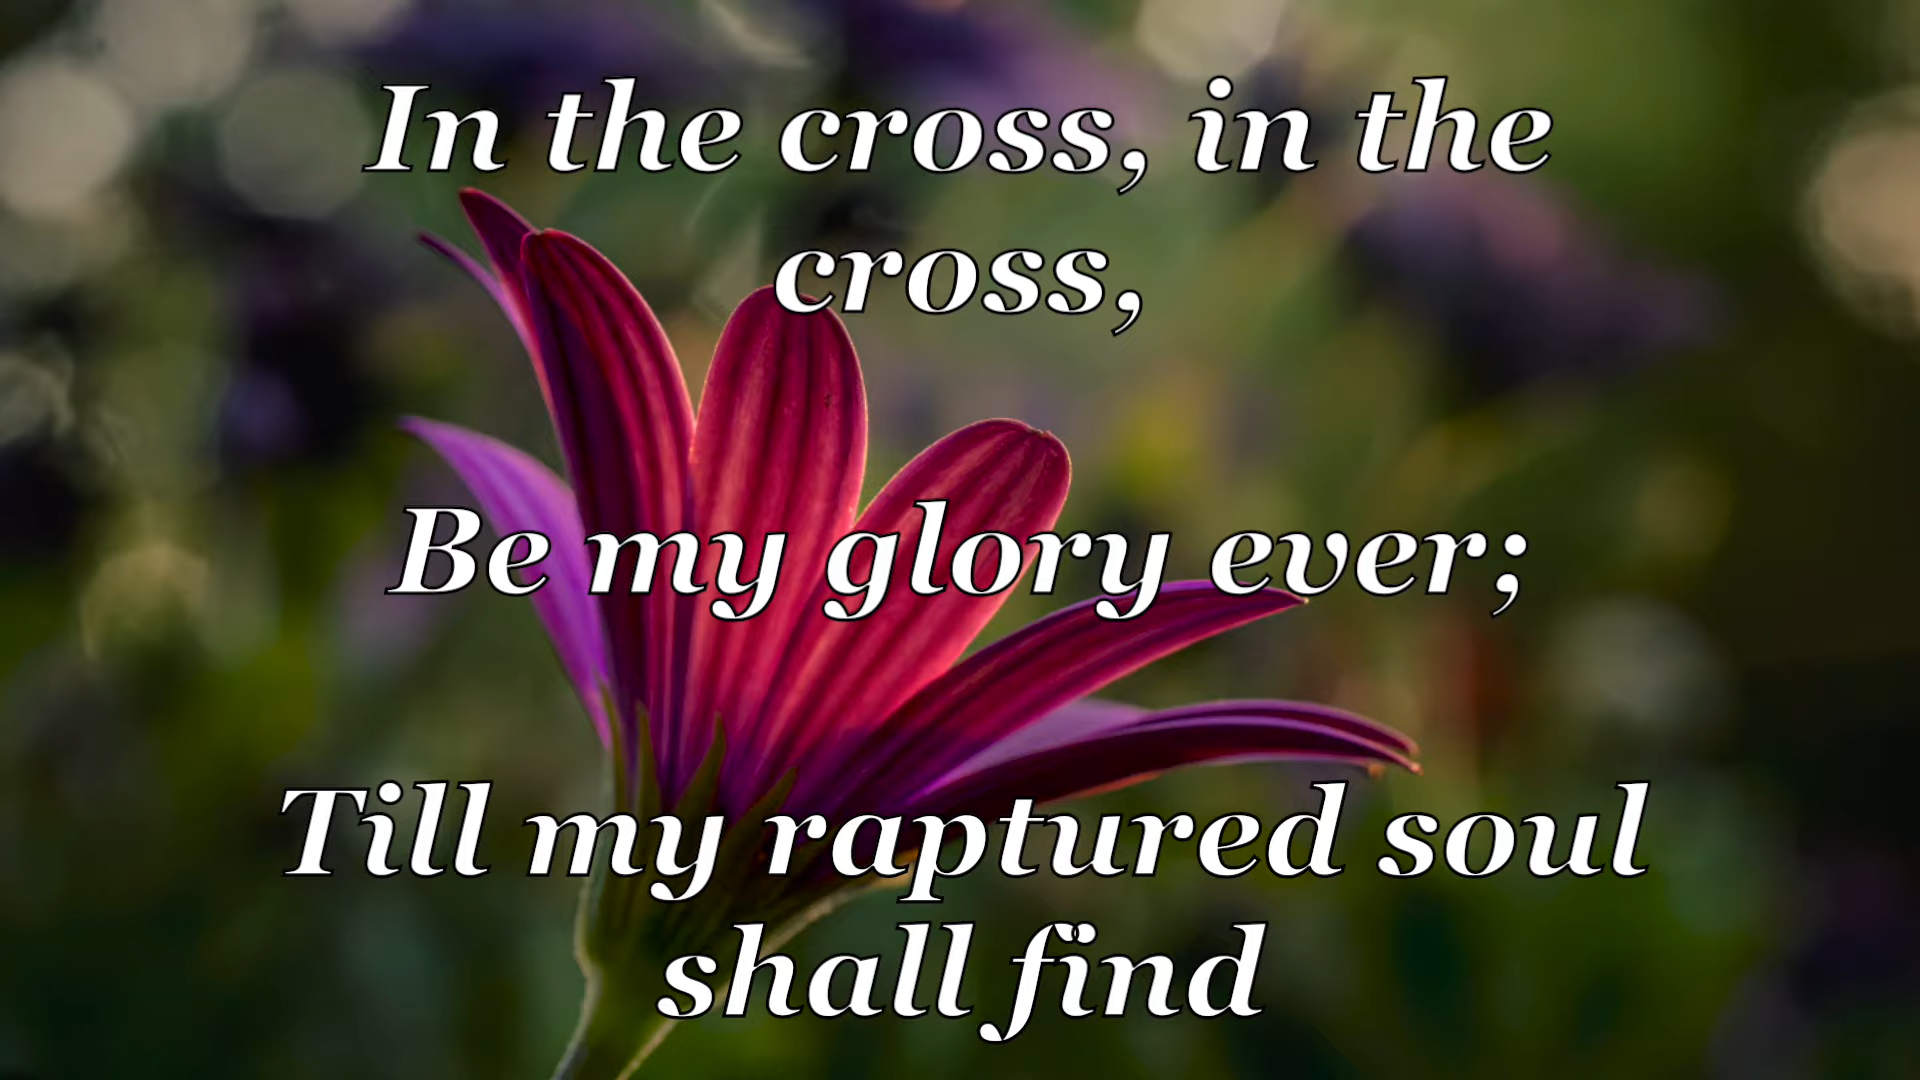 In the cross, in the
cross,
Be my glory ever;
Till my raptured soul
shall find